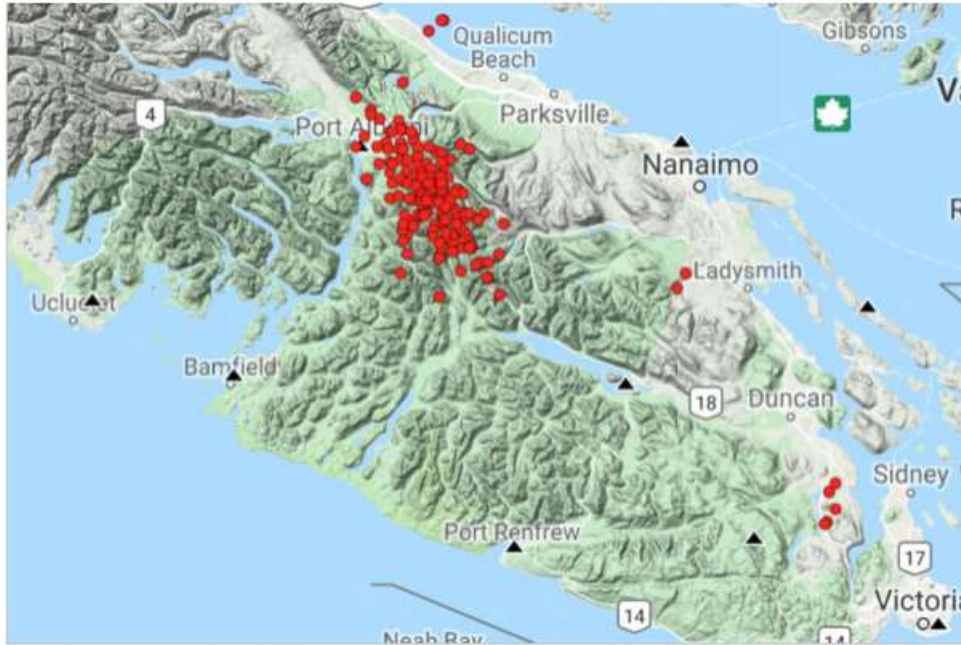 Qualicum
Beach
Gibsons
4
Port Alberni
Parksville
Nanaimo
Ladysmith
Ucluelet
Bamfield
18
Duncan
Sidney
Port Renfrew
17
Victoria
14
14
Neah Bay